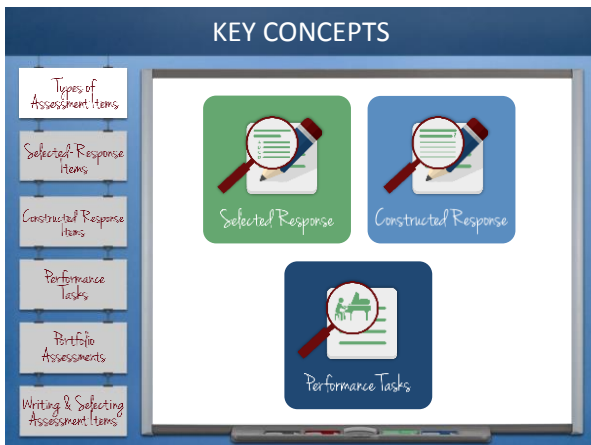 KEY CONCEPTS
Types of
Assessment Items
Selected-Response
Items
Constructed Response
Items
Performance
Tasks
Portfolio
Assessments
Writing & Selecting
Assessment Items
Selected Response
Constructed Response
Performance Tasks